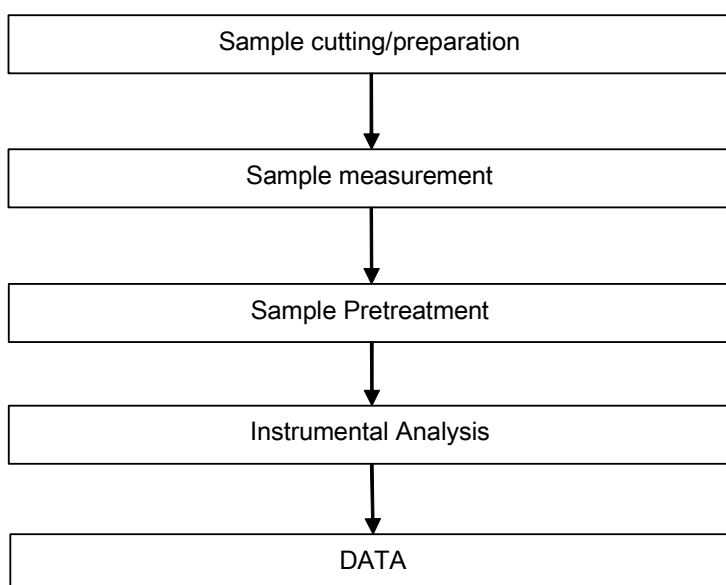 Sample cutting/preparation
Sample measurement
Sample Pretreatment
Instrumental Analysis
DATA